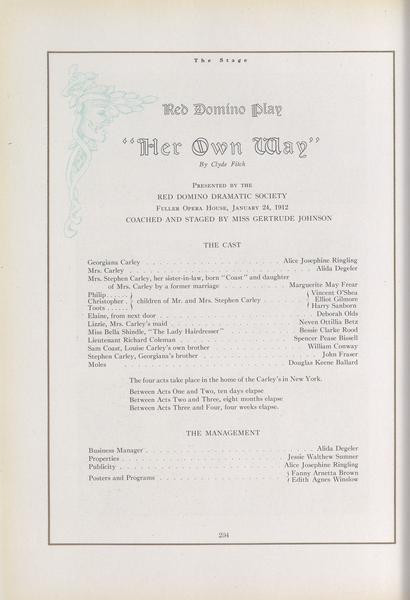 The Stage
Red Domino Play
"Her Own Way"
By Clyde Fitch
Presented by the
RED DOMINO DRAMATIC SOCIETY
Fuller Opera House, January 24, 1912
COACHED AND STAGED BY MISS GERTRUDE JOHNSON
THE CAST
Georgiana Carley . . . . . Alice Josephine Ringling
Mrs. Carley . . . . . Alida Degeler
Mrs. Stephen Carley, her sister-in-law, born "Coast" and daughter
of Mrs. Carley by a former marriage . . . . . Marguerite May Frear
Philip . . . . . } { Vincent O'Shea
Christopher . } children of Mr. and Mrs. Stephen Carley . . . . . { Elliot Gilmore
Toots . . . . . } { Harry Sanborn
Elaine, from next door . . . . . Deborah Olds
Lizzie, Mrs. Carley's maid . . . . . Neven Ottillia Betz
Miss Bella Shindle, "The Lady Hairdresser" . . . . . Bessie Clarke Rood
Lieutenant Richard Coleman . . . . . Spencer Pease Bissell
Sam Coast, Louise Carley's own brother . . . . . William Conway
Stephen Carley, Georgiana's brother . . . . . John Fraser
Moles . . . . . Douglas Keene Ballard
The four acts take place in the home of the Carley's in New York.
Between Acts One and Two, ten days elapse
Between Acts Two and Three, eight months elapse
Between Acts Three and Four, four weeks elapse.
THE MANAGEMENT
Business Manager . . . . . Alida Degeler
Properties . . . . . Jessie Walthew Sumner
Publicity . . . . . Alice Josephine Ringling
Posters and Programs . . . . . { Fanny Arnetta Brown
{ Edith Agnes Winslow
234